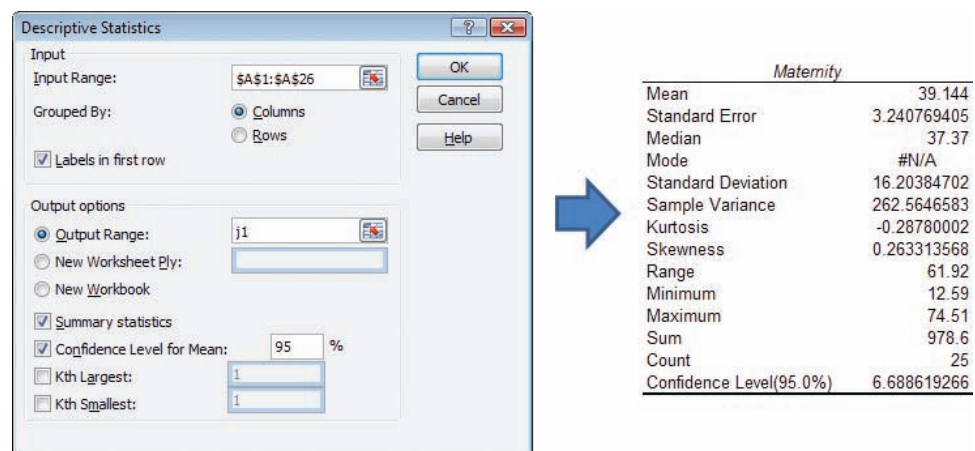 Descriptive Statistics
Input
Input Range: $A$1:$A$26
Grouped By: Columns
Rows
Labels in first row
Output options
Output Range: j1
New Worksheet Ply:
New Workbook
Summary statistics
Confidence Level for Mean: 95 %
Kth Largest: 1
Kth Smallest: 1
OK
Cancel
Help
Maternity
Mean 39.144
Standard Error 3.240769405
Median 37.37
Mode #N/A
Standard Deviation 16.20384702
Sample Variance 262.5646583
Kurtosis -0.28780002
Skewness 0.263313568
Range 61.92
Minimum 12.59
Maximum 74.51
Sum 978.6
Count 25
Confidence Level(95.0%) 6.688619266